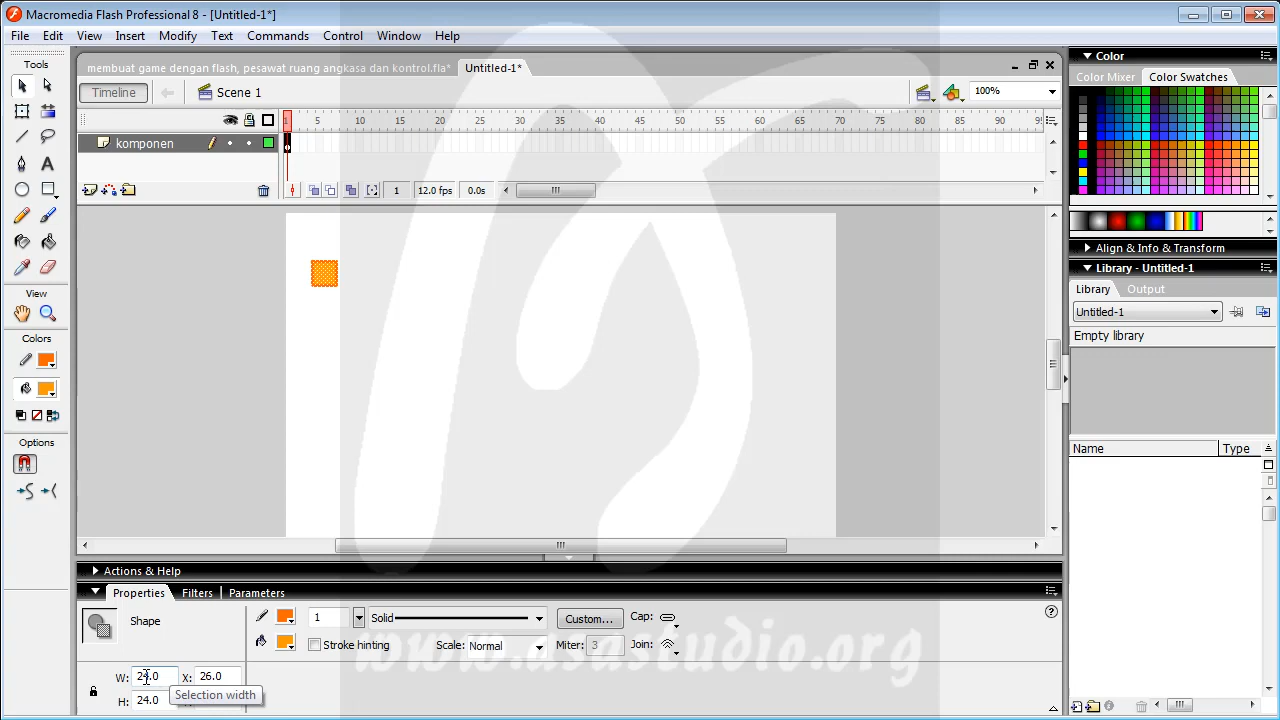 Macromedia Flash Professional 8 - [Untitled-1*]
File Edit View Insert Modify Text Commands Control Window Help
Tools
membuat game dengan flash, pesawat ruang angkasa dan kontrol.fla*
Untitled-1*
Timeline
Scene 1
100%
1 5 10 15 20 25 30 35 40 45 50 55 60 65 70 75 80 85 90 95
komponen
1 12.0 fps 0.0s
View
Colors
Options
Color
Color Mixer Color Swatches
Align & Info & Transform
Library - Untitled-1
Library Output
Untitled-1
Empty library
Name Type
Actions & Help
Properties Filters Parameters
Shape
1 Solid Custom... Cap:
Stroke hinting Scale: Normal Miter: 3 Join:
W: X: 26.0
Selection width
H: 24.0
www.asastudio.org